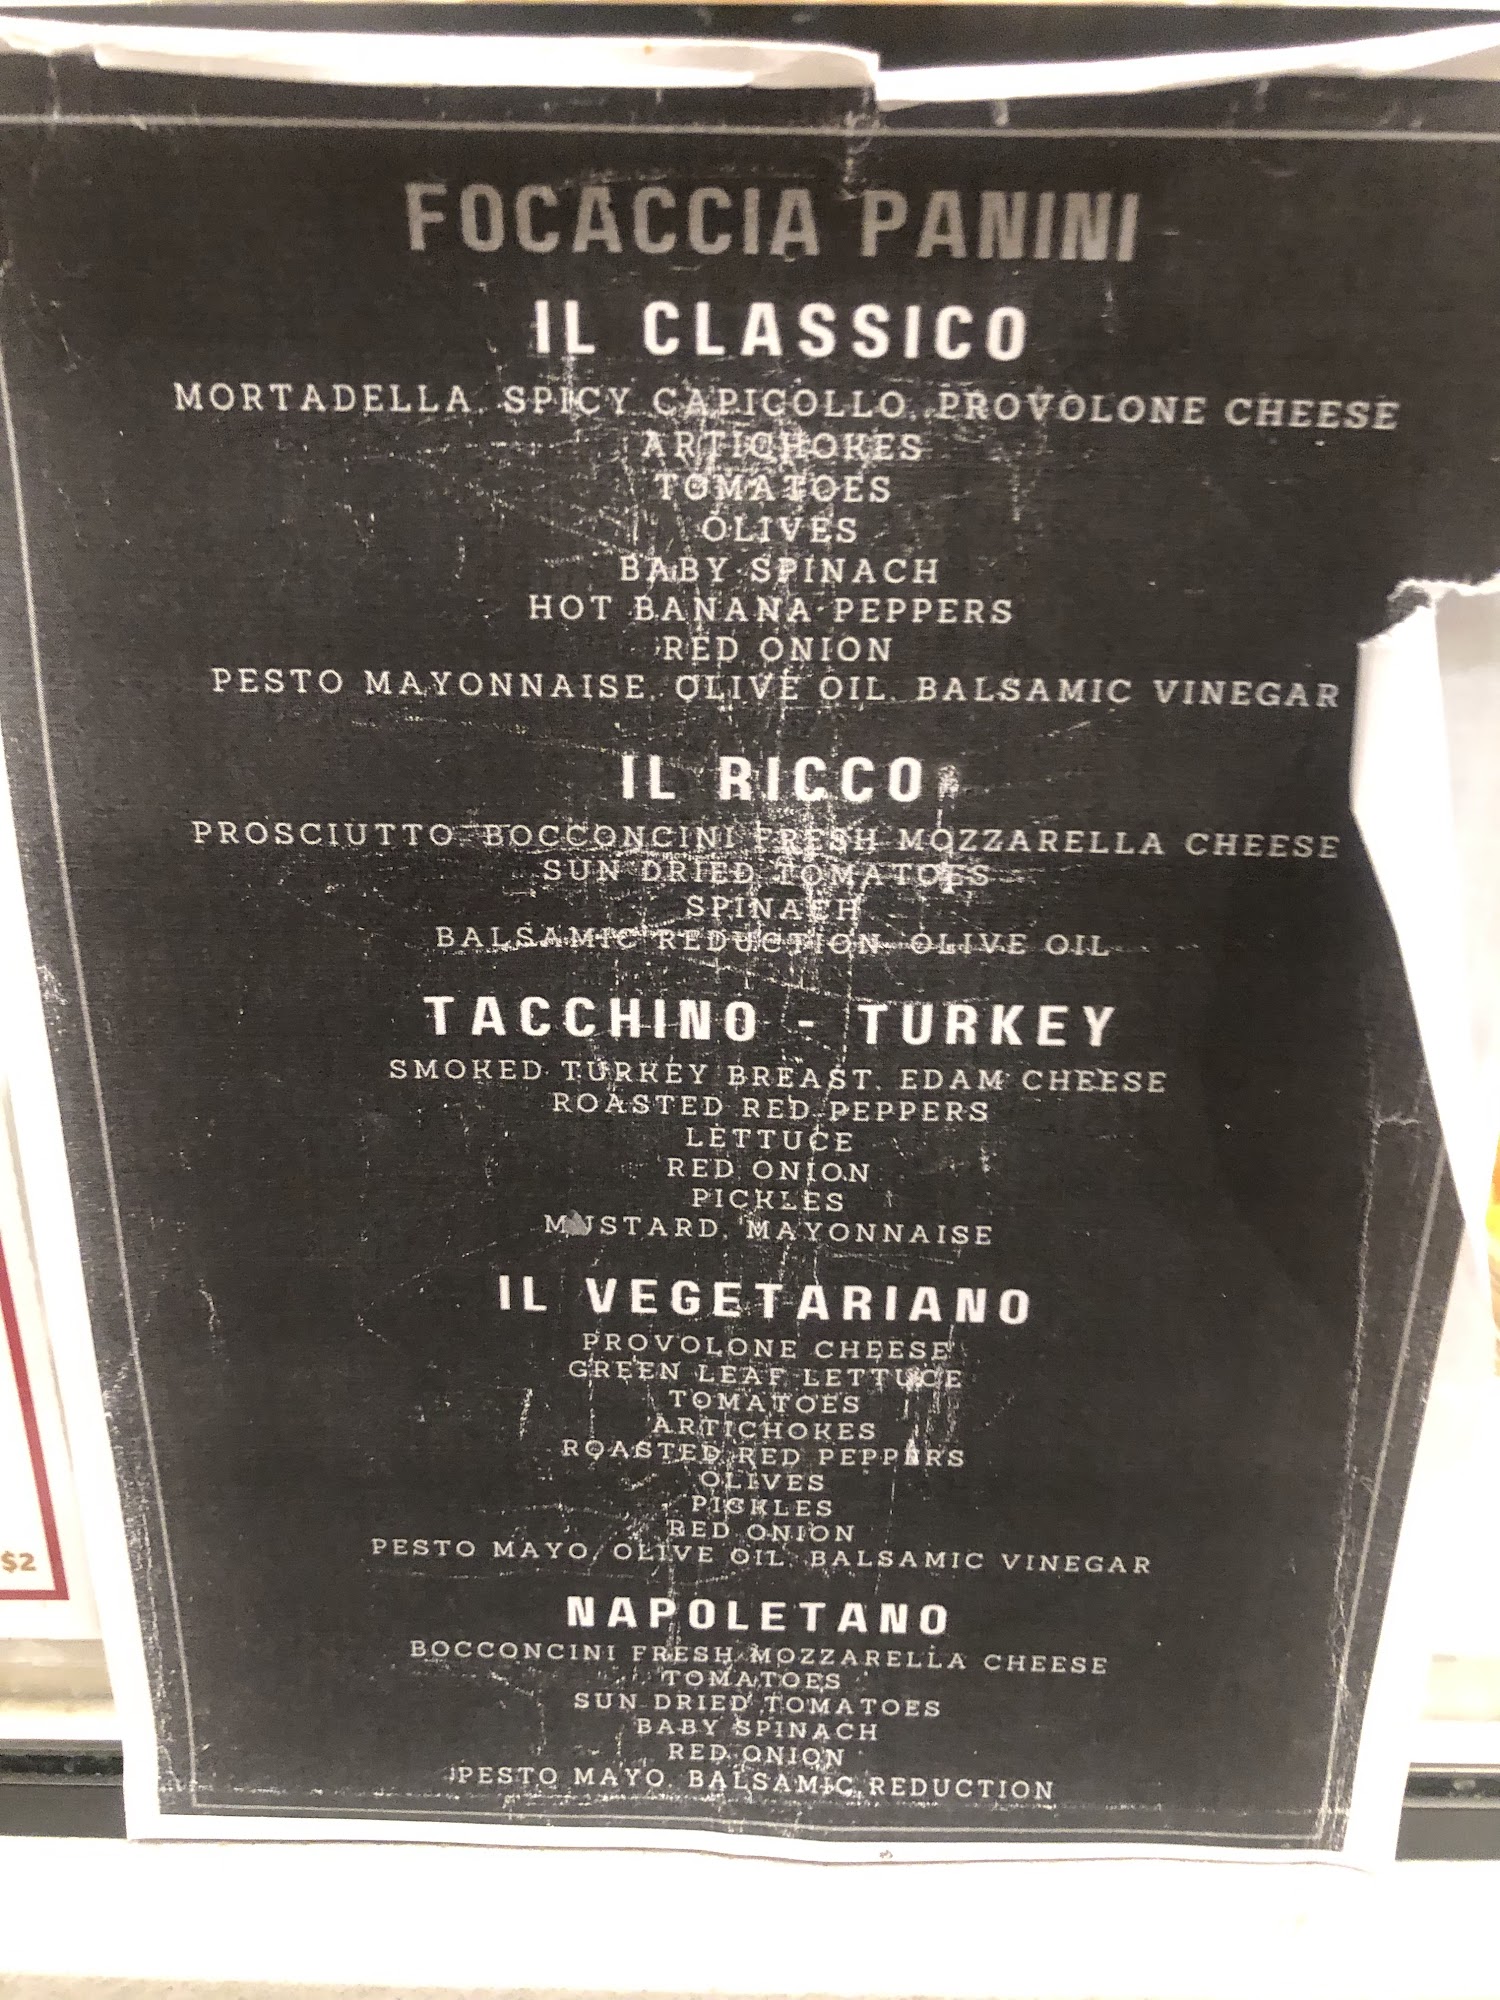 FOCACCIA PANINI
IL CLASSICO
MORTADELLA, SPICY CAPICOLLO, PROVOLONE CHEESE
ARTICHOKES
TOMATOES
OLIVES
BABY SPINACH
HOT BANANA PEPPERS
RED ONION
PESTO MAYONNAISE, OLIVE OIL, BALSAMIC VINEGAR
IL RICCO
PROSCIUTTO, BOCCONCINI FRESH MOZZARELLA CHEESE
SUN DRIED TOMATOES
SPINACH
BALSAMIC REDUCTION, OLIVE OIL
TACCHINO - TURKEY
SMOKED TURKEY BREAST, EDAM CHEESE
ROASTED RED PEPPERS
LETTUCE
RED ONION
PICKLES
MUSTARD, MAYONNAISE
IL VEGETARIANO
PROVOLONE CHEESE
GREEN LEAF LETTUCE
TOMATOES
ARTICHOKES
ROASTED RED PEPPERS
OLIVES
PICKLES
RED ONION
PESTO MAYO, OLIVE OIL, BALSAMIC VINEGAR
$2
NAPOLETANO
BOCCONCINI FRESH MOZZARELLA CHEESE
TOMATOES
SUN DRIED TOMATOES
BABY SPINACH
RED ONION
PESTO MAYO, BALSAMIC REDUCTION